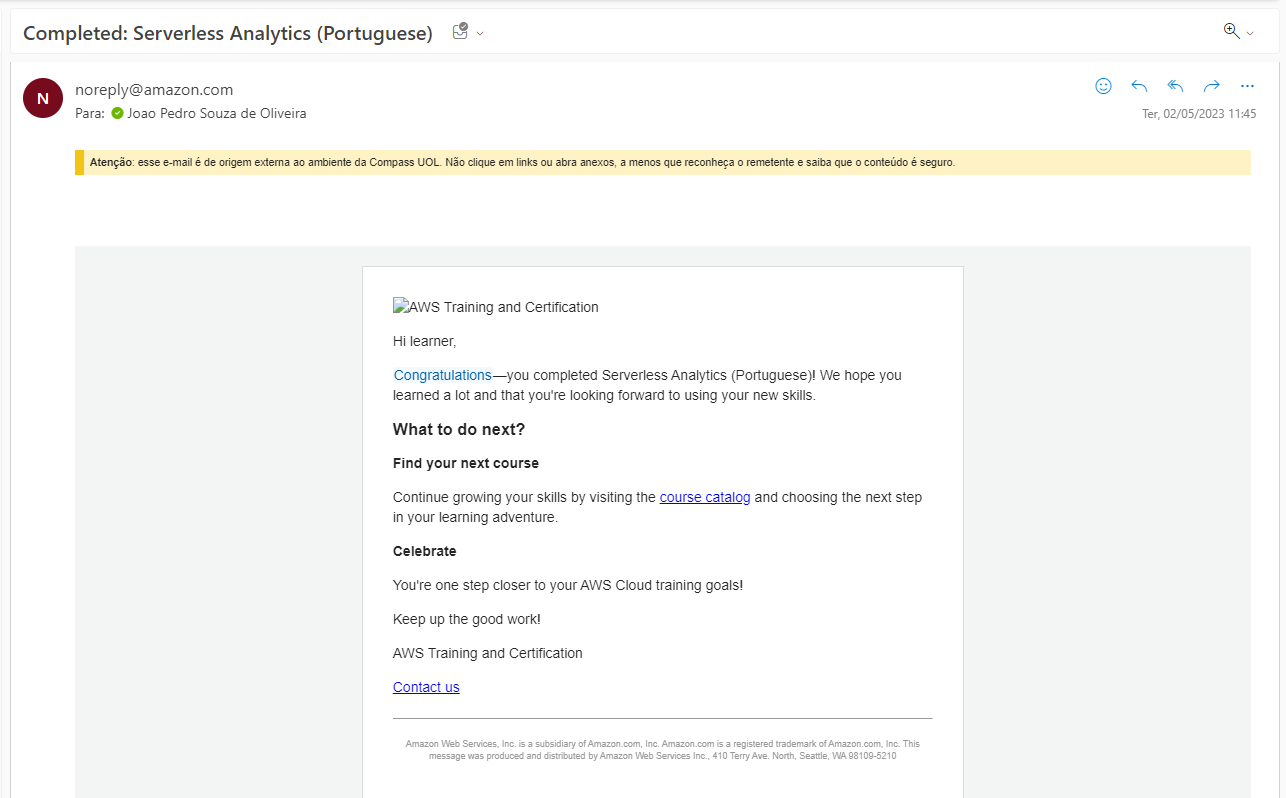 Completed: Serverless Analytics (Portuguese)
N
noreply@amazon.com
Para: Joao Pedro Souza de Oliveira
Ter, 02/05/2023 11:45
Atenção: esse e-mail é de origem externa ao ambiente da Compass UOL. Não clique em links ou abra anexos, a menos que reconheça o remetente e saiba que o conteúdo é seguro.
AWS Training and Certification
Hi learner,
Congratulations—you completed Serverless Analytics (Portuguese)! We hope you
learned a lot and that you're looking forward to using your new skills.
What to do next?
Find your next course
Continue growing your skills by visiting the course catalog and choosing the next step
in your learning adventure.
Celebrate
You're one step closer to your AWS Cloud training goals!
Keep up the good work!
AWS Training and Certification
Contact us
Amazon Web Services, Inc. is a subsidiary of Amazon.com, Inc. Amazon.com is a registered trademark of Amazon.com, Inc. This
message was produced and distributed by Amazon Web Services Inc., 410 Terry Ave. North, Seattle, WA 98109-5210